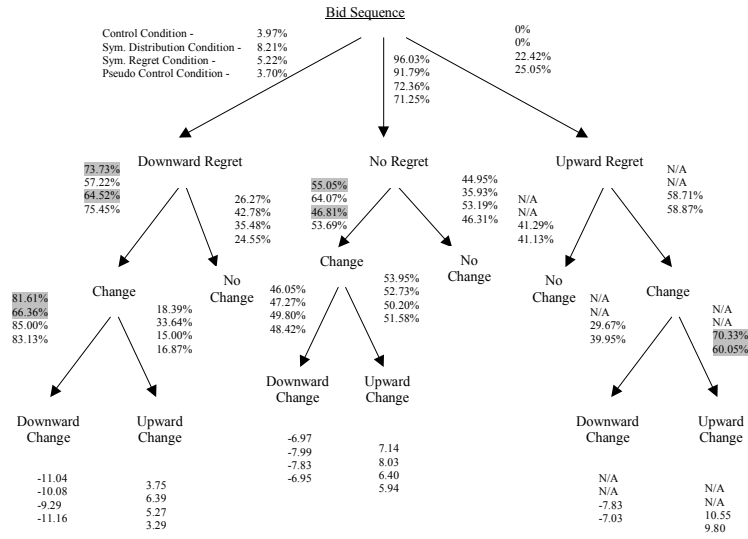 Bid Sequence
Control Condition - 3.97%
Sym. Distribution Condition - 8.21%
Sym. Regret Condition - 5.22%
Pseudo Control Condition - 3.70%
96.03%
91.79%
72.36%
71.25%
0%
0%
22.42%
25.05%
Downward Regret
No Regret
Upward Regret
73.73%
57.22%
64.52%
75.45%
26.27%
42.78%
35.48%
24.55%
55.05%
64.07%
46.81%
53.69%
44.95%
35.93%
53.19%
46.31%
N/A
N/A
41.29%
41.13%
N/A
N/A
58.71%
58.87%
Change
No
Change
Change
No
Change
No
Change
Change
81.61%
66.36%
85.00%
83.13%
18.39%
33.64%
15.00%
16.87%
46.05%
47.27%
49.80%
48.42%
53.95%
52.73%
50.20%
51.58%
N/A
N/A
29.67%
39.95%
N/A
N/A
70.33%
60.05%
Downward
Change
Upward
Change
Downward
Change
Upward
Change
Downward
Change
Upward
Change
-11.04
-10.08
-9.29
-11.16
3.75
6.39
5.27
3.29
-6.97
-7.99
-7.83
-6.95
7.14
8.03
6.40
5.94
N/A
N/A
-7.83
-7.03
N/A
N/A
10.55
9.80